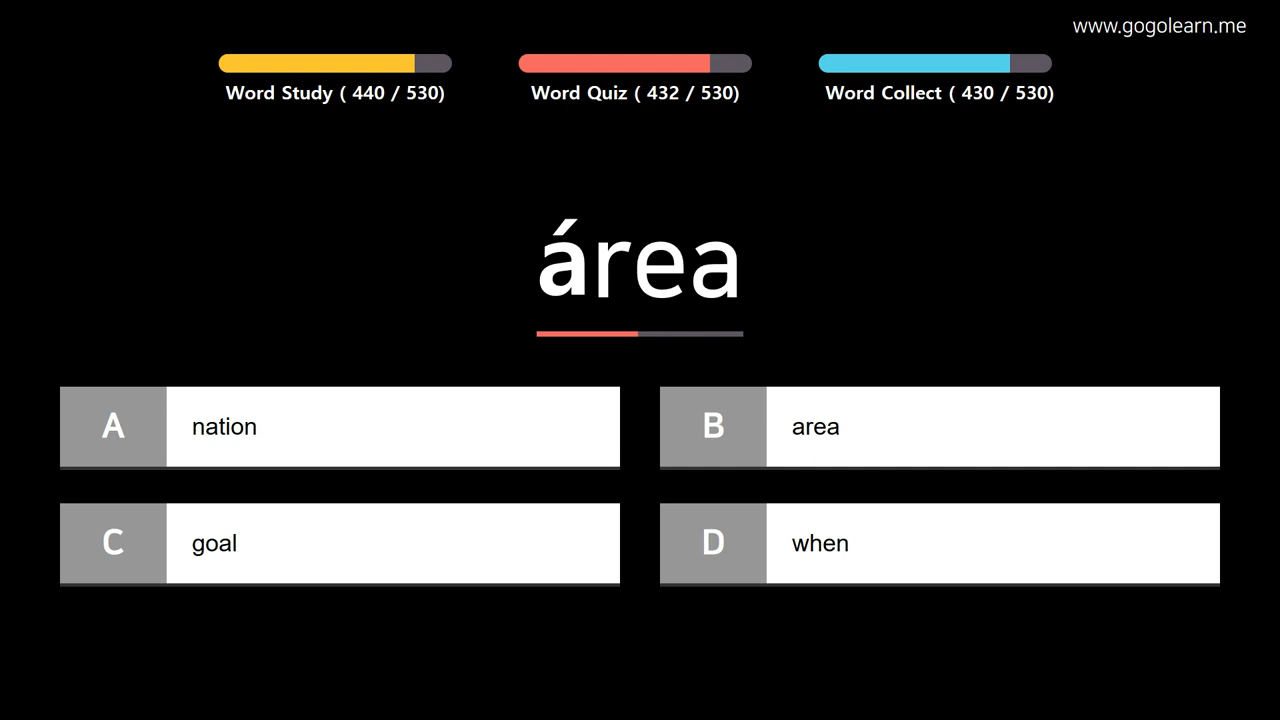 www.gogolearn.me
Word Study ( 440 / 530)
Word Quiz ( 432 / 530)
Word Collect ( 430 / 530)
área
A nation
B area
C goal
D when